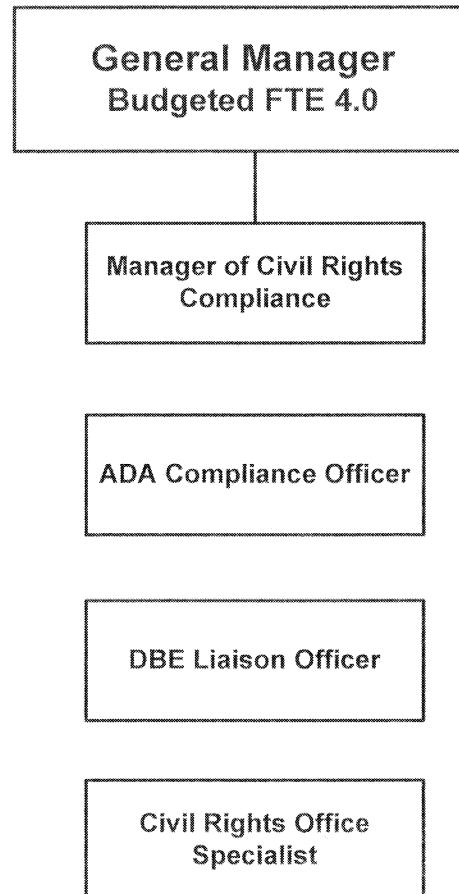 General Manager
Budgeted FTE 4.0
Manager of Civil Rights
Compliance
ADA Compliance Officer
DBE Liaison Officer
Civil Rights Office
Specialist